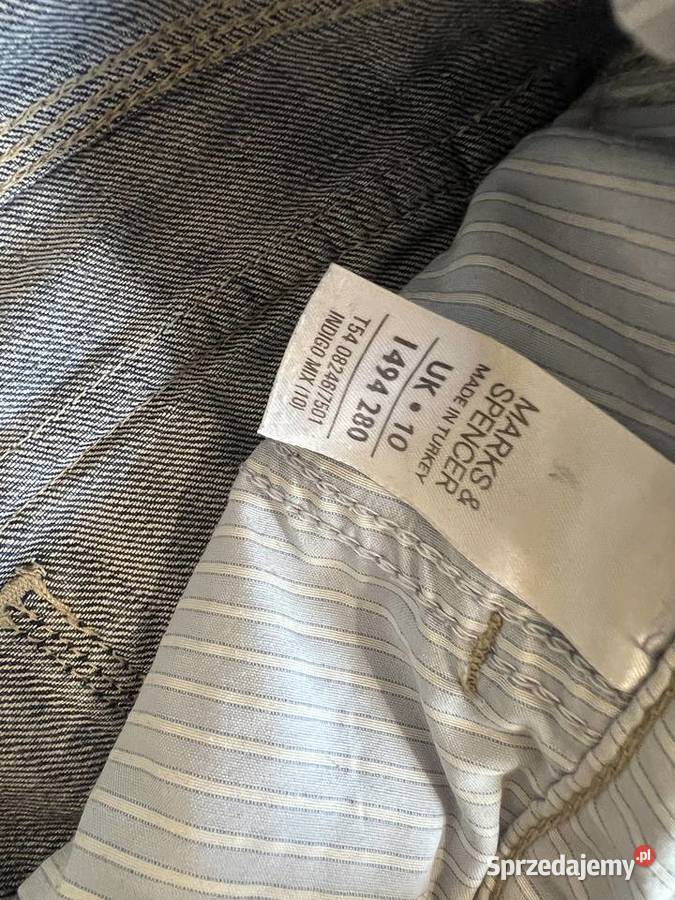 MARKS &
SPENCER
MADE IN TURKEY
UK • 10
1494 280
T54 08246/7501
INDIGO MIX (10)
Sprzedajemy.pl